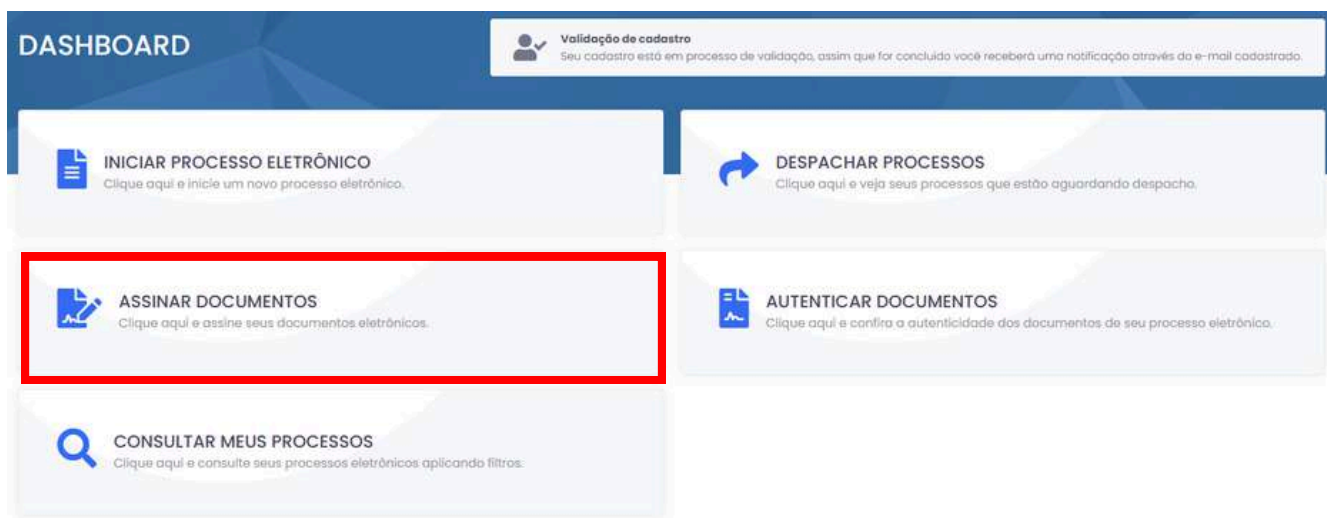 DASHBOARD
Validação de cadastro
Seu cadastro está em processo de validação, assim que for concluído você receberá uma notificação através do e-mail cadastrado.
INICIAR PROCESSO ELETRÔNICO
Clique aqui e inicie um novo processo eletrônico.
DESPACHAR PROCESSOS
Clique aqui e veja seus processos que estão aguardando despacho.
ASSINAR DOCUMENTOS
Clique aqui e assine seus documentos eletrônicos.
AUTENTICAR DOCUMENTOS
Clique aqui e confira a autenticidade dos documentos de seu processo eletrônico.
CONSULTAR MEUS PROCESSOS
Clique aqui e consulte seus processos eletrônicos aplicando filtros.